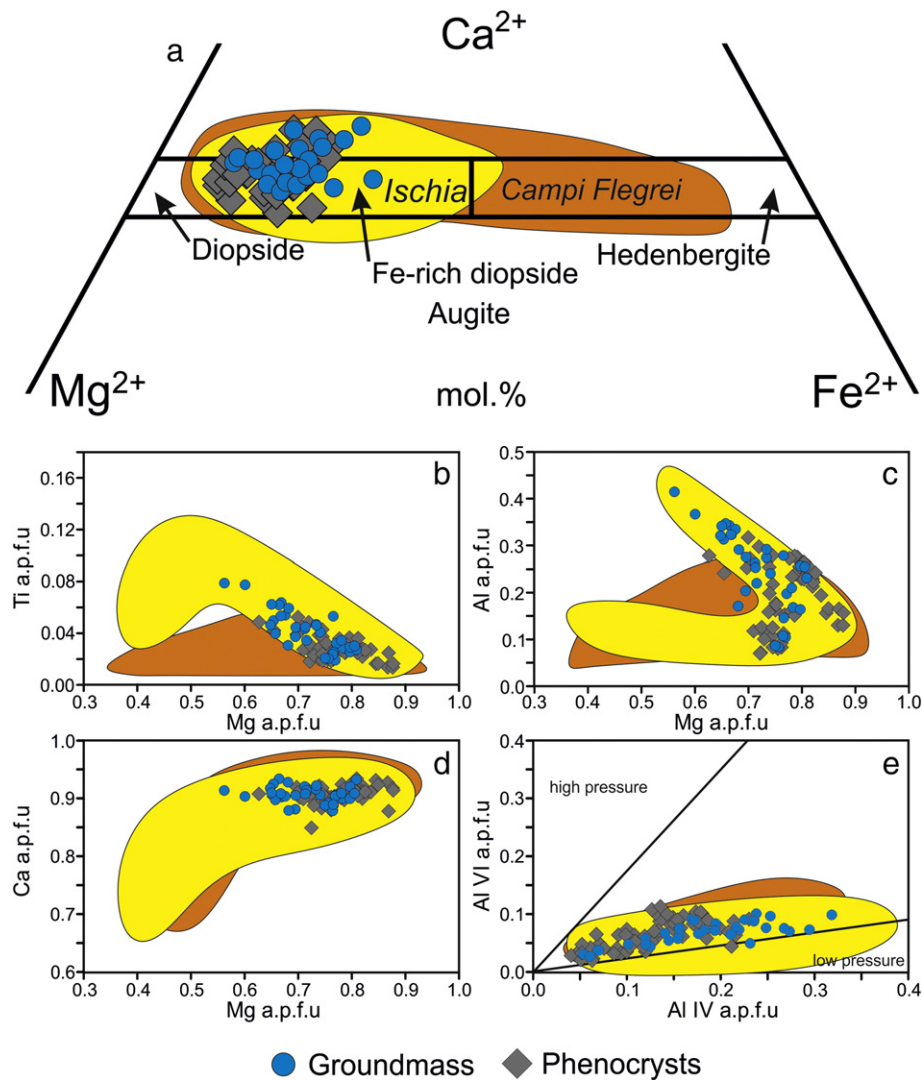 a
Ca2+
Ischia
Campi Flegrei
Diopside
Fe-rich diopside
Augite
Hedenbergite
Mg2+
mol.%
Fe2+
b
Ti a.p.f.u
0.16
0.12
0.08
0.04
0.00
0.3 0.4 0.5 0.6 0.7 0.8 0.9 1.0
Mg a.p.f.u
c
Al a.p.f.u
0.5
0.4
0.3
0.2
0.1
0.0
0.3 0.4 0.5 0.6 0.7 0.8 0.9 1.0
Mg a.p.f.u
d
Ca a.p.f.u
1.0
0.9
0.8
0.7
0.6
0.3 0.4 0.5 0.6 0.7 0.8 0.9 1.0
Mg a.p.f.u
e
Al VI a.p.f.u
0.4
0.3
0.2
0.1
0.0
high pressure
low pressure
0.0 0.1 0.2 0.3 0.4
Al IV a.p.f.u
Groundmass
Phenocrysts